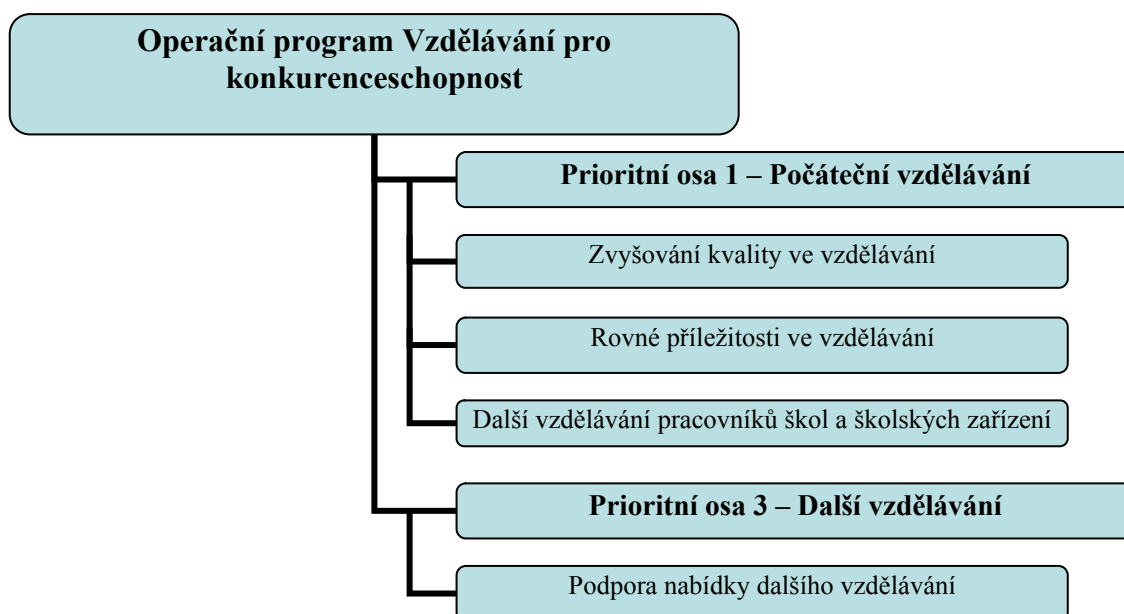 Operační program Vzdělávání pro
konkurenceschopnost
Prioritní osa 1 – Počáteční vzdělávání
Zvyšování kvality ve vzdělávání
Rovné příležitosti ve vzdělávání
Další vzdělávání pracovníků škol a školských zařízení
Prioritní osa 3 – Další vzdělávání
Podpora nabídky dalšího vzdělávání